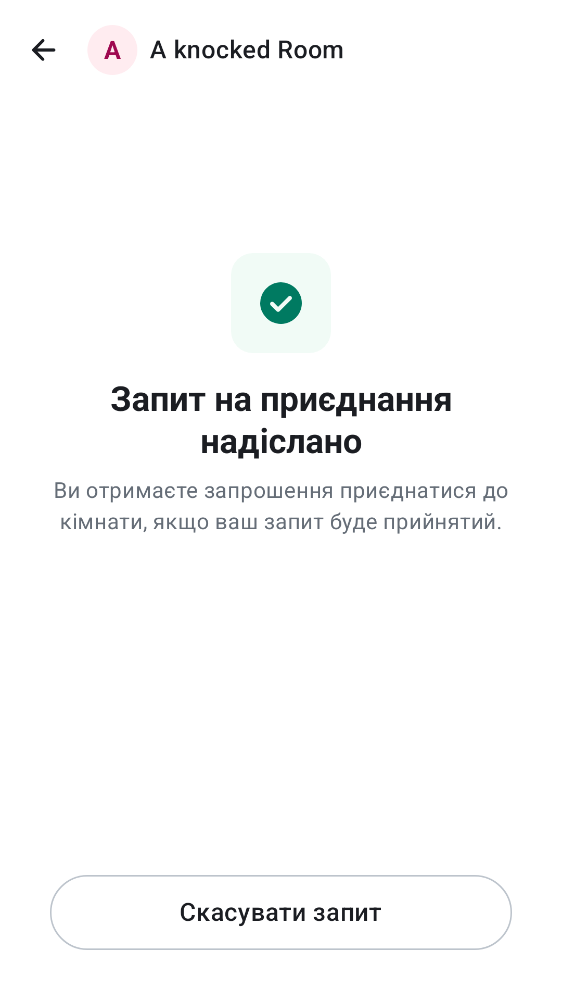 A
A knocked Room
Запит на приєднання
надіслано
Ви отримаєте запрошення приєднатися до
кімнати, якщо ваш запит буде прийнятий.
Скасувати запит